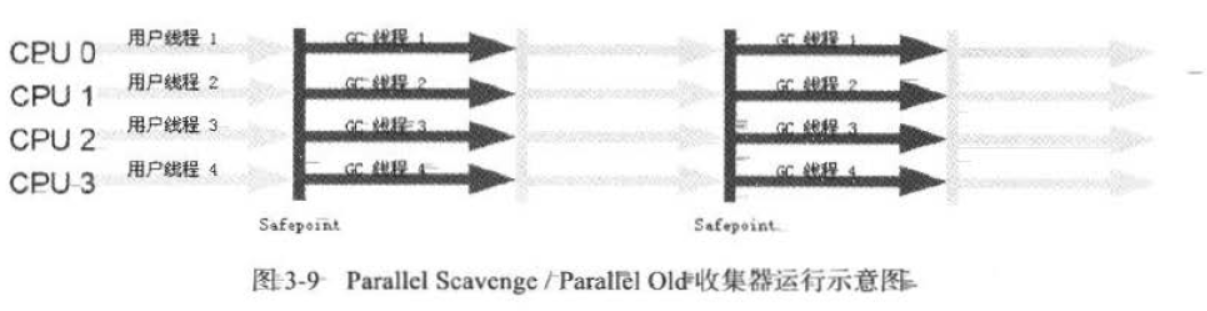 CPU 0 用户线程 1 GC 线程 1 GC 线程 1
CPU 1 用户线程 2 GC 线程 2 GC 线程 2
CPU 2 用户线程 3 GC 线程 3 GC 线程 3
CPU 3 用户线程 4 GC 线程 4 GC 线程 4
Safepoint Safepoint
图 3-9 Parallel Scavenge / Parallel Old 收集器运行示意图